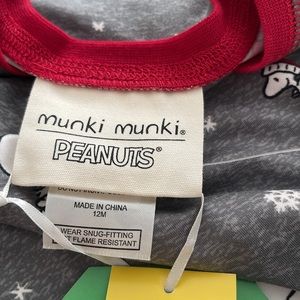 munki munki®
PEANUTS®
MADE IN CHINA
12M
WEAR SNUG-FITTING
NOT FLAME RESISTANT